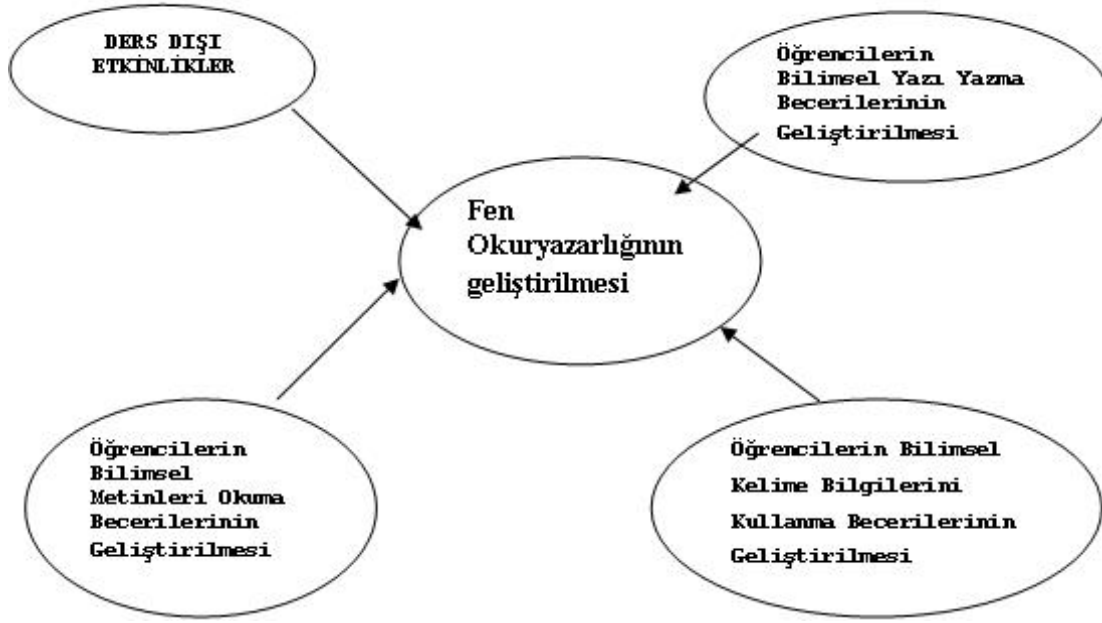 DERS DIŞI
ETKİNLİKLER
Öğrencilerin
Bilimsel Yazı Yazma
Becerilerinin
Geliştirilmesi
Fen
Okuryazarlığının
geliştirilmesi
Öğrencilerin
Bilimsel
Metinleri Okuma
Becerilerinin
Geliştirilmesi
Öğrencilerin Bilimsel
Kelime Bilgilerini
Kullanma Becerilerinin
Geliştirilmesi